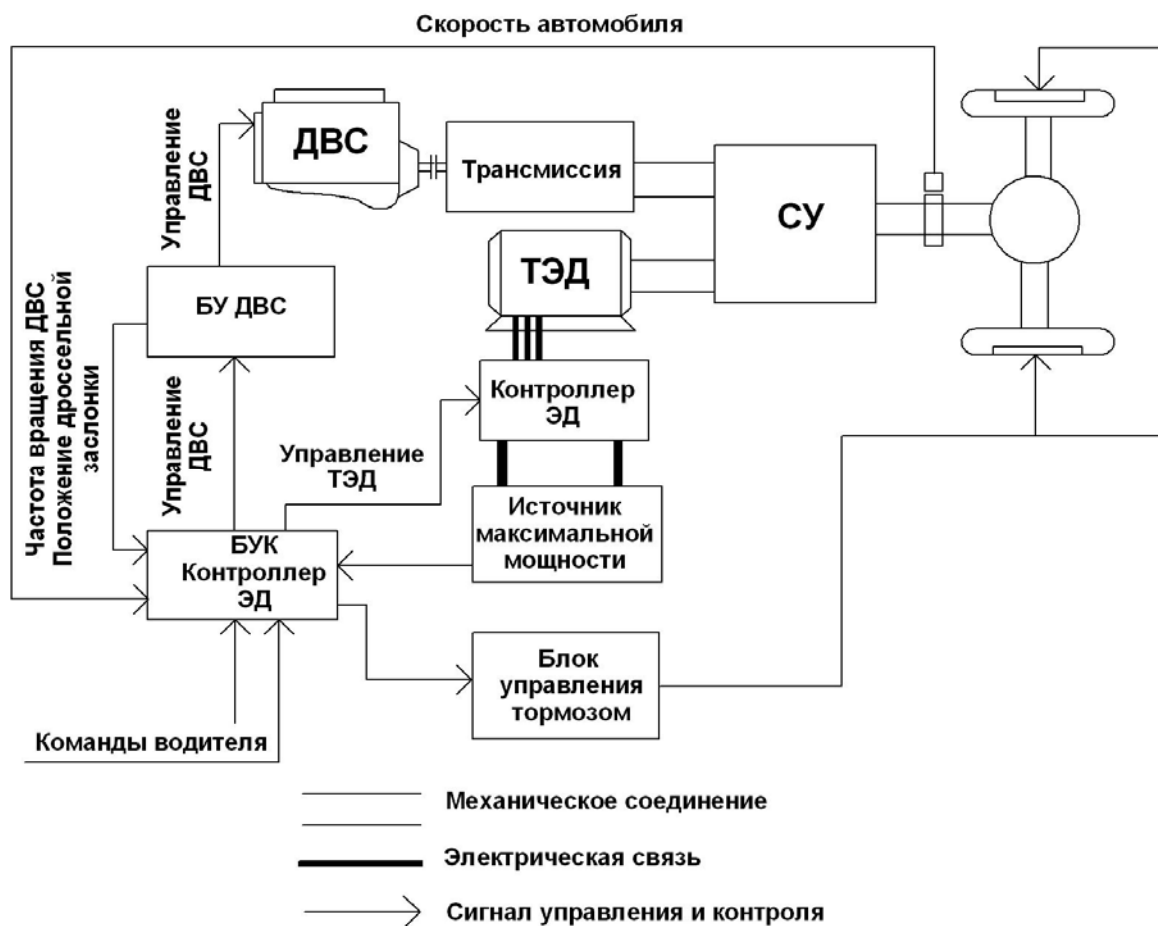 Скорость автомобиля
Управление
ДВС
ДВС
Трансмиссия
СУ
ТЭД
БУ ДВС
Частота вращения ДВС
Положение дроссельной
заслонки
Управление
ДВС
Контроллер
ЭД
Управление
ТЭД
Источник
максимальной
мощности
БУК
Контроллер
ЭД
Блок
управления
тормозом
Команды водителя
Механическое соединение
Электрическая связь
Сигнал управления и контроля